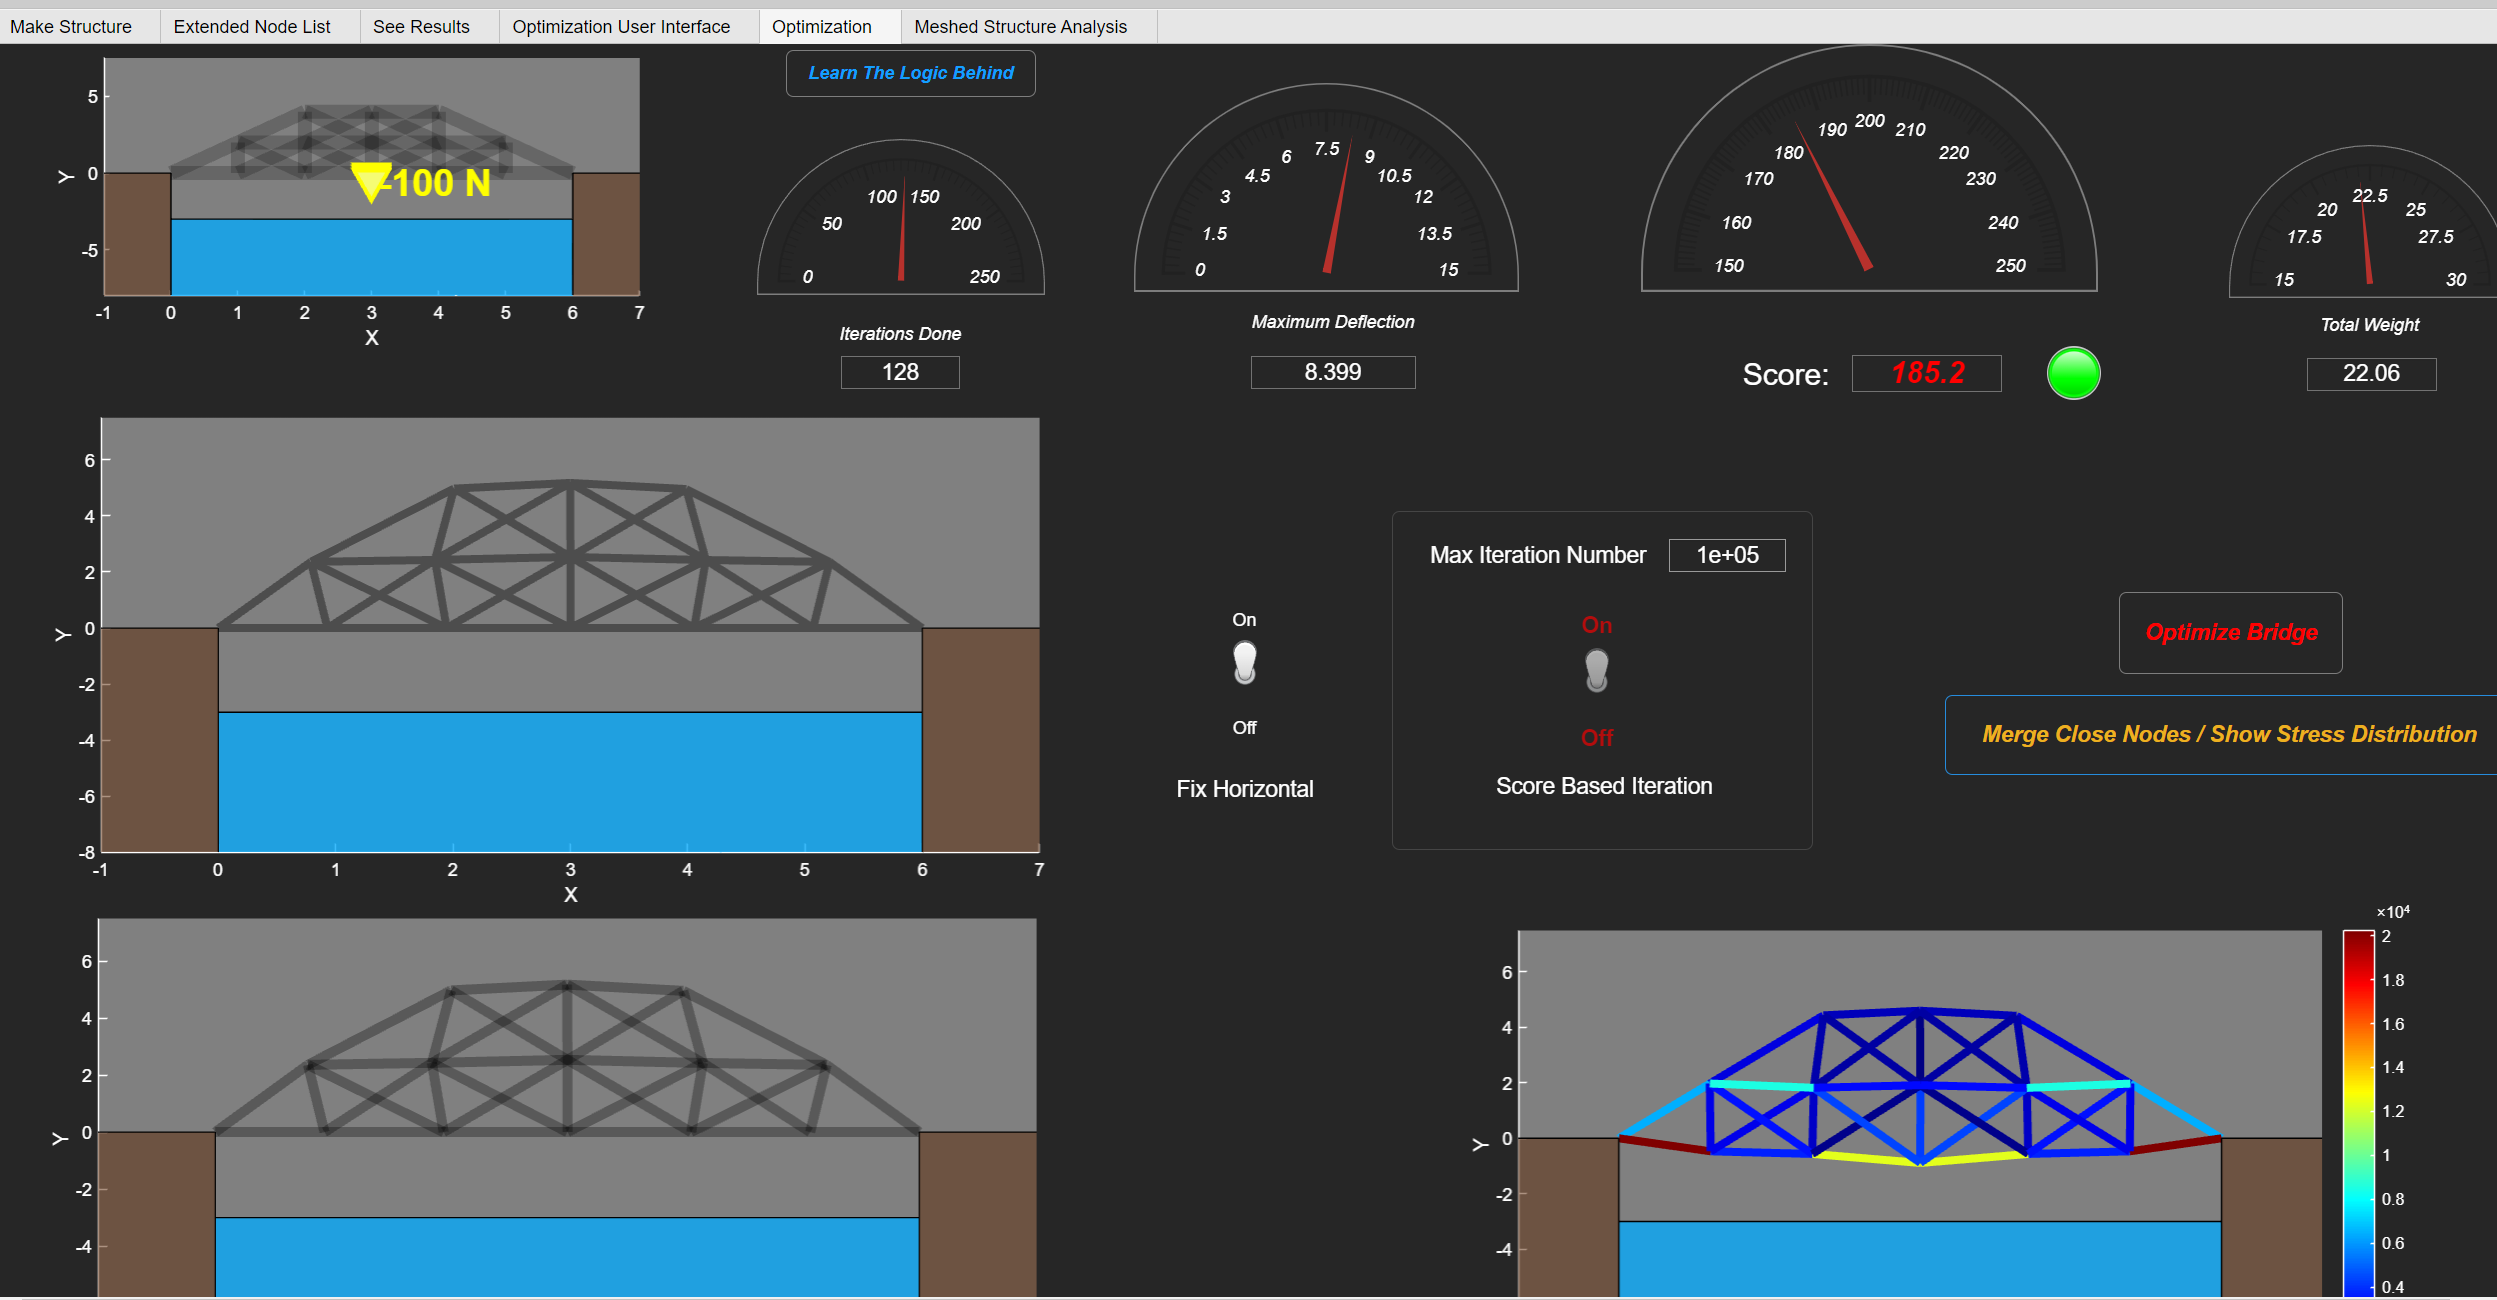 Make Structure
Extended Node List
See Results
Optimization User Interface
Optimization
Meshed Structure Analysis
Learn The Logic Behind
5
0
-5
Y
-100 N
-1 0 1 2 3 4 5 6 7
X
0 50 100 150 200 250
Iterations Done
128
0 1.5 3 4.5 6 7.5 9 10.5 12 13.5 15
Maximum Deflection
8.399
150 160 170 180 190 200 210 220 230 240 250
Score: 185.2
15 17.5 20 22.5 25 27.5 30
Total Weight
22.06
6
4
2
0
-2
-4
-6
-8
Y
-1 0 1 2 3 4 5 6 7
X
On
Off
Fix Horizontal
Max Iteration Number 1e+05
On
Off
Score Based Iteration
Optimize Bridge
Merge Close Nodes / Show Stress Distribution
6
4
2
0
-2
-4
Y
6
4
2
0
-2
-4
Y
×10⁴
2
1.8
1.6
1.4
1.2
1
0.8
0.6
0.4